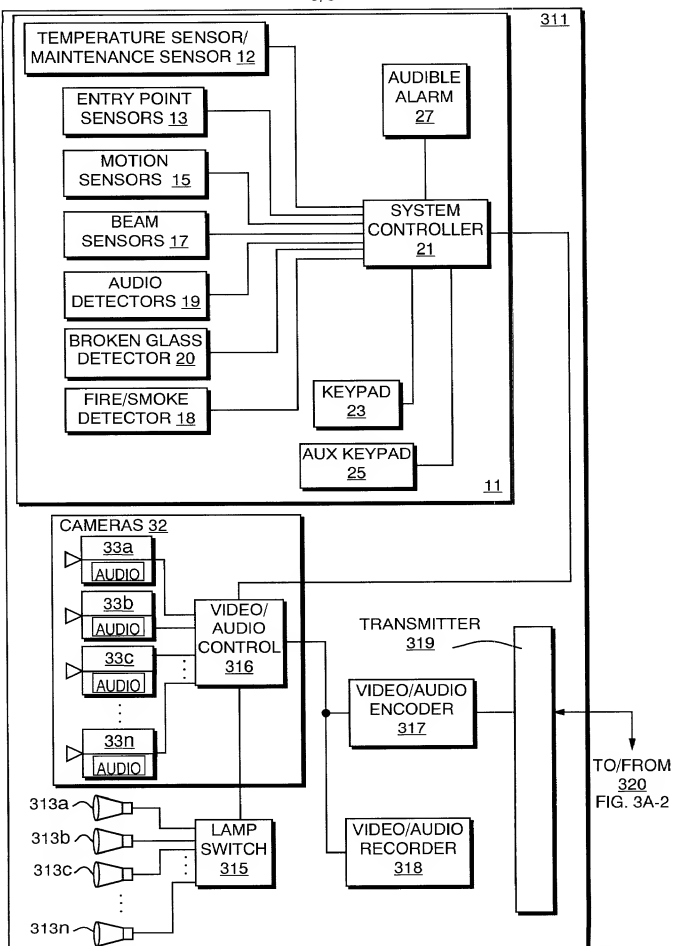 311
TEMPERATURE SENSOR/
MAINTENANCE SENSOR 12
ENTRY POINT
SENSORS 13
AUDIBLE
ALARM
27
MOTION
SENSORS 15
SYSTEM
CONTROLLER
21
BEAM
SENSORS 17
AUDIO
DETECTORS 19
BROKEN GLASS
DETECTOR 20
FIRE/SMOKE
DETECTOR 18
KEYPAD
23
AUX KEYPAD
25
11
CAMERAS 32
33a
AUDIO
33b
AUDIO
33c
AUDIO
33n
AUDIO
VIDEO/
AUDIO
CONTROL
316
TRANSMITTER
319
VIDEO/AUDIO
ENCODER
317
TO/FROM
320
FIG. 3A-2
313a
313b
313c
313n
LAMP
SWITCH
315
VIDEO/AUDIO
RECORDER
318